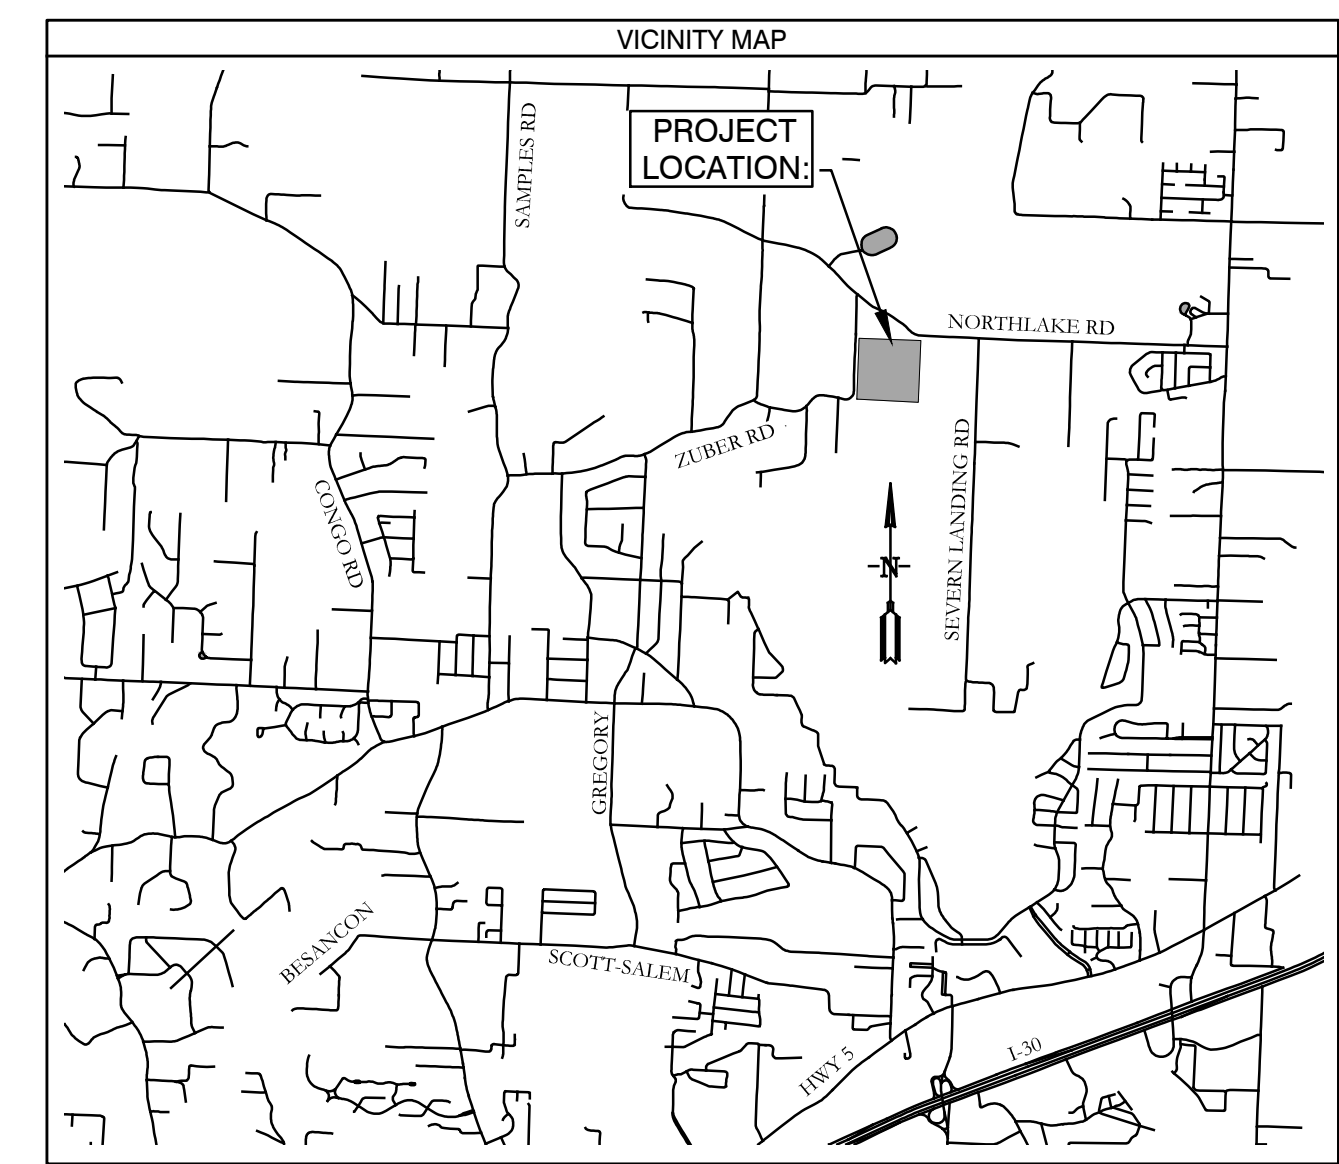 VICINITY MAP
SAMPLES RD
PROJECT
LOCATION:
NORTHLAKE RD
ZUBER RD
CONGO RD
SEVERN LANDING RD
N
GREGORY
BESANCON
SCOTT-SALEM
HWY 5
I-30